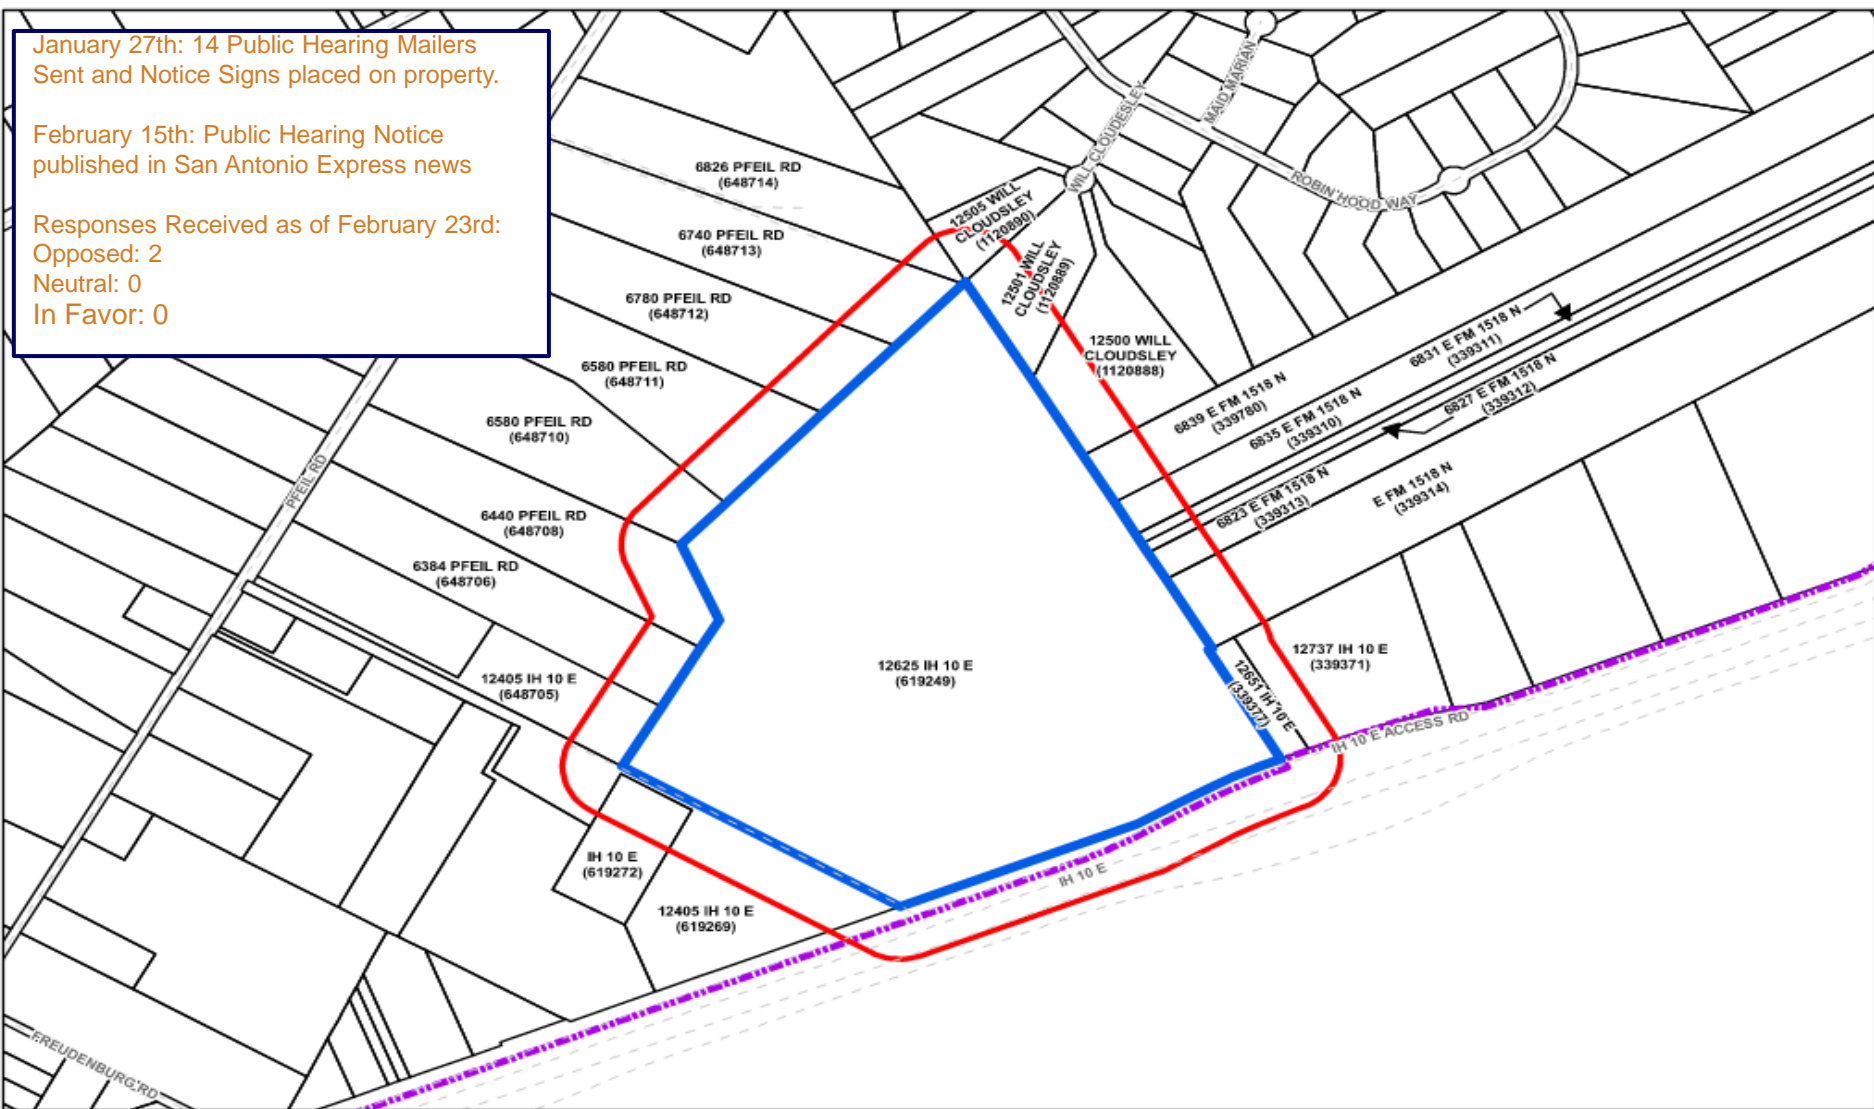 January 27th: 14 Public Hearing Mailers
Sent and Notice Signs placed on property.
February 15th: Public Hearing Notice
published in San Antonio Express news
Responses Received as of February 23rd:
Opposed: 2
Neutral: 0
In Favor: 0
6826 PFEIL RD
(648714)
6740 PFEIL RD
(648713)
6780 PFEIL RD
(648712)
6580 PFEIL RD
(648711)
6580 PFEIL RD
(648710)
6440 PFEIL RD
(648708)
6384 PFEIL RD
(648706)
12405 IH 10 E
(648705)
IH 10 E
(619272)
12405 IH 10 E
(619269)
12625 IH 10 E
(619249)
12505 WILL
CLOUDSLEY
(1120890)
12501 WILL
CLOUDSLEY
(1120889)
12500 WILL
CLOUDSLEY
(1120888)
6839 E FM 1518 N
(339780)
6835 E FM 1518 N
(339310)
6831 E FM 1518 N
(339311)
6827 E FM 1518 N
(339312)
6823 E FM 1518 N
(339313)
E FM 1518 N
(339314)
12737 IH 10 E
(339371)
12651 IH 10 E
(339377)
WILL CLOUDESLEY
MAID MARIAN
ROBIN HOOD WAY
PFEIL RD
IH 10 E ACCESS RD
IH 10 E
FREUDENBURG RD